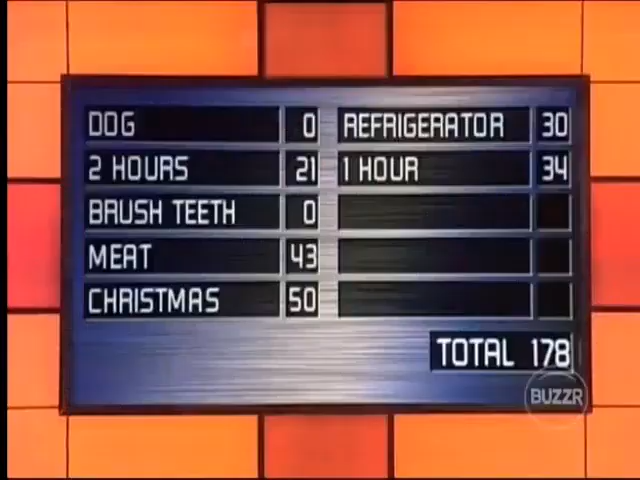 DOG 0 REFRIGERATOR 30
2 HOURS 21 1 HOUR 34
BRUSH TEETH 0
MEAT 43
CHRISTMAS 50
TOTAL 178
BUZZR